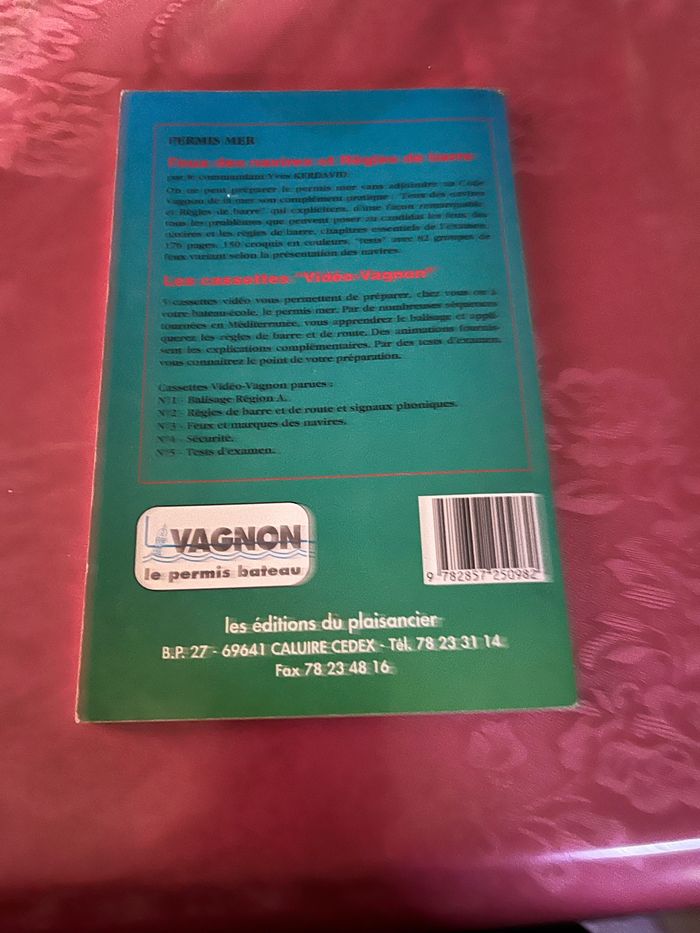 PERMIS MER
Feux des navires et Règles de barre
par le commandant Yves KERDAVID.
On ne peut préparer le permis mer sans adjoindre au Code
Vagnon de la mer son complément pratique : "Feux des navires
et Règles de barre" qui explicitent, d'une façon remarquable,
tous les problèmes que peuvent poser au candidat les feux des
navires et les règles de barre, chapitres essentiels de l'examen.
176 pages, 150 croquis en couleurs, "tests" avec 82 groupes de
feux variant selon la présentation des navires.
Les cassettes "Vidéo-Vagnon"
5 cassettes vidéo vous permettent de préparer, chez vous ou à
votre bateau-école, le permis mer. Par de nombreuses séquences
tournées en Méditerranée, vous apprendrez le balisage et appli-
querez les règles de barre et de route. Des animations fournis-
sent les explications complémentaires. Par des tests d'examen,
vous connaîtrez le point de votre préparation.
Cassettes Vidéo-Vagnon parues :
N°1 - Balisage Région A.
N°2 - Règles de barre et de route et signaux phoniques.
N°3 - Feux et marques des navires.
N°4 - Sécurité.
N°5 - Tests d'examen.
VAGNON
le permis bateau
9 782857 250982
les éditions du plaisancier
B.P. 27 - 69641 CALUIRE CEDEX - Tél. 78 23 31 14
Fax 78 23 48 16